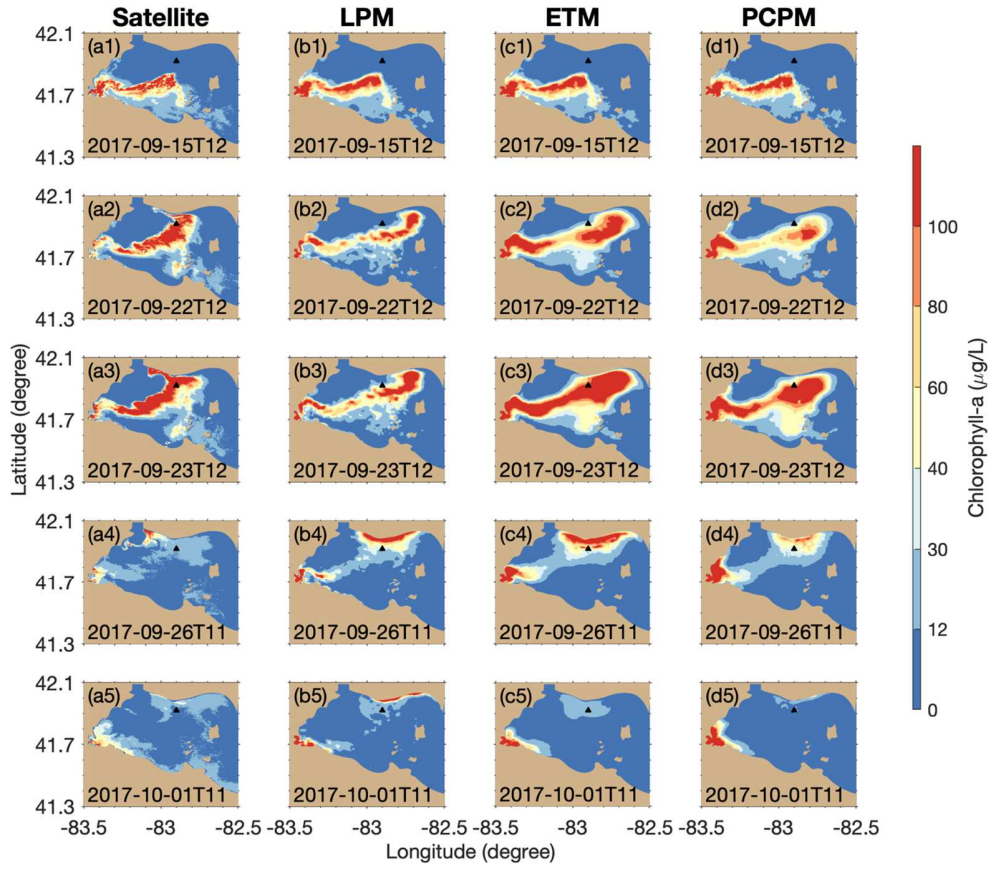 Satellite LPM ETM PCPM
42.1 (a1) (b1) (c1) (d1)
41.7
41.3 2017-09-15T12 2017-09-15T12 2017-09-15T12 2017-09-15T12
42.1 (a2) (b2) (c2) (d2)
41.7
41.3 2017-09-22T12 2017-09-22T12 2017-09-22T12 2017-09-22T12
42.1 (a3) (b3) (c3) (d3)
41.7
41.3 2017-09-23T12 2017-09-23T12 2017-09-23T12 2017-09-23T12
42.1 (a4) (b4) (c4) (d4)
41.7
41.3 2017-09-26T11 2017-09-26T11 2017-09-26T11 2017-09-26T11
42.1 (a5) (b5) (c5) (d5)
41.7
41.3 2017-10-01T11 2017-10-01T11 2017-10-01T11 2017-10-01T11
-83.5 -83 -82.5 -83.5 -83 -82.5 -83.5 -83 -82.5 -83.5 -83 -82.5
Longitude (degree)
Latitude (degree)
100
80
60
40
30
12
0
Chlorophyll-a (μg/L)